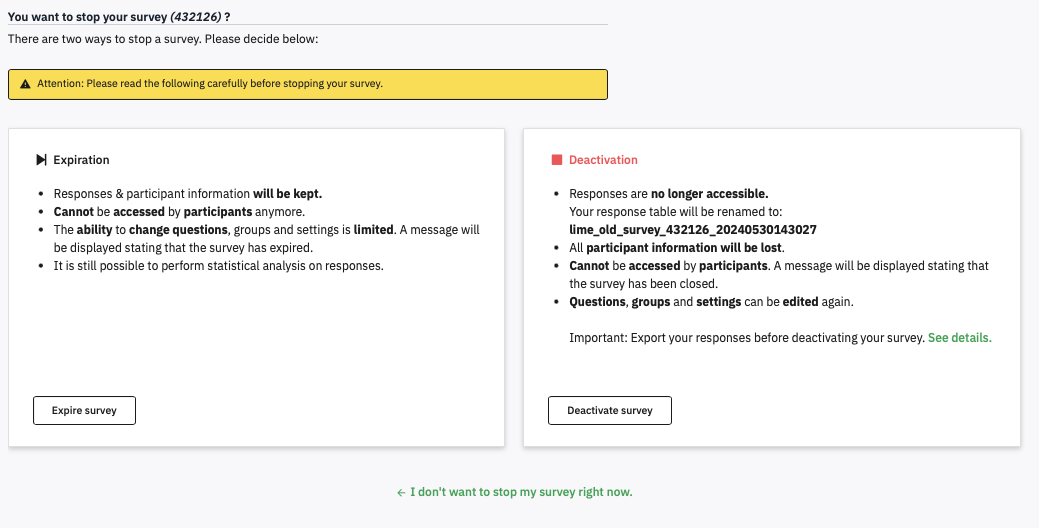 You want to stop your survey (432126) ?
There are two ways to stop a survey. Please decide below:
Attention: Please read the following carefully before stopping your survey.
Expiration
• Responses & participant information will be kept.
• Cannot be accessed by participants anymore.
• The ability to change questions, groups and settings is limited. A message will
be displayed stating that the survey has expired.
• It is still possible to perform statistical analysis on responses.
Expire survey
Deactivation
• Responses are no longer accessible.
Your response table will be renamed to:
lime_old_survey_432126_20240530143027
• All participant information will be lost.
• Cannot be accessed by participants. A message will be displayed stating that
the survey has been closed.
• Questions, groups and settings can be edited again.
Important: Export your responses before deactivating your survey. See details.
Deactivate survey
← I don't want to stop my survey right now.